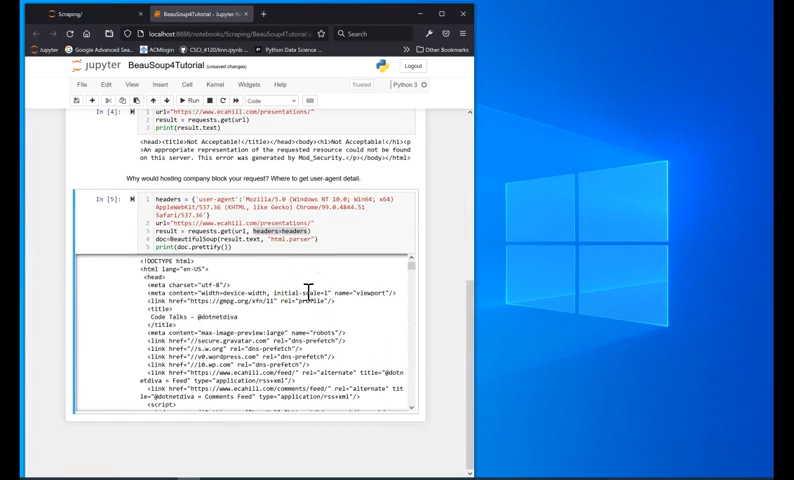 Scraping/
BeauSoup4Tutorial - Jupyter Note
localhost:8888/notebooks/Scraping/BeauSoup4Tutorial.i
Search
Jupyter
Google Advanced Sea...
ACMlogin
CSCI_4120/knn.ipynb...
Python Data Science ...
Other Bookmarks
jupyter BeauSoup4Tutorial (unsaved changes)
Logout
File Edit View Insert Cell Kernel Widgets Help
Trusted
Python 3
Run
Code
In [4]:
1 url="https://www.ecahill.com/presentations/"
2 result = requests.get(url)
3 print(result.text)
<head><title>Not Acceptable!</title></head><body><h1>Not Acceptable!</h1><p
>An appropriate representation of the requested resource could not be found
on this server. This error was generated by Mod_Security.</p></body></html>
Why would hosting company block your request? Where to get user-agent detail.
In [5]:
1 headers = {'user-agent':'Mozilla/5.0 (Windows NT 10.0; Win64; x64)
AppleWebKit/537.36 (KHTML, like Gecko) Chrome/99.0.4844.51
Safari/537.36'}
2 url="https://www.ecahill.com/presentations/"
3 result = requests.get(url, headers=headers)
4 doc=BeautifulSoup(result.text, "html.parser")
5 print(doc.prettify())
<!DOCTYPE html>
<html lang="en-US">
<head>
<meta charset="utf-8"/>
<meta content="width=device-width, initial-scale=1" name="viewport"/>
<link href="https://gmpg.org/xfn/11" rel="profile"/>
<title>
Code Talks – @dotnetdiva
</title>
<meta content="max-image-preview:large" name="robots"/>
<link href="//secure.gravatar.com" rel="dns-prefetch"/>
<link href="//s.w.org" rel="dns-prefetch"/>
<link href="//v0.wordpress.com" rel="dns-prefetch"/>
<link href="//i0.wp.com" rel="dns-prefetch"/>
<link href="https://www.ecahill.com/feed/" rel="alternate" title="@dotn
etdiva » Feed" type="application/rss+xml"/>
<link href="https://www.ecahill.com/comments/feed/" rel="alternate" tit
le="@dotnetdiva » Comments Feed" type="application/rss+xml"/>
<script>